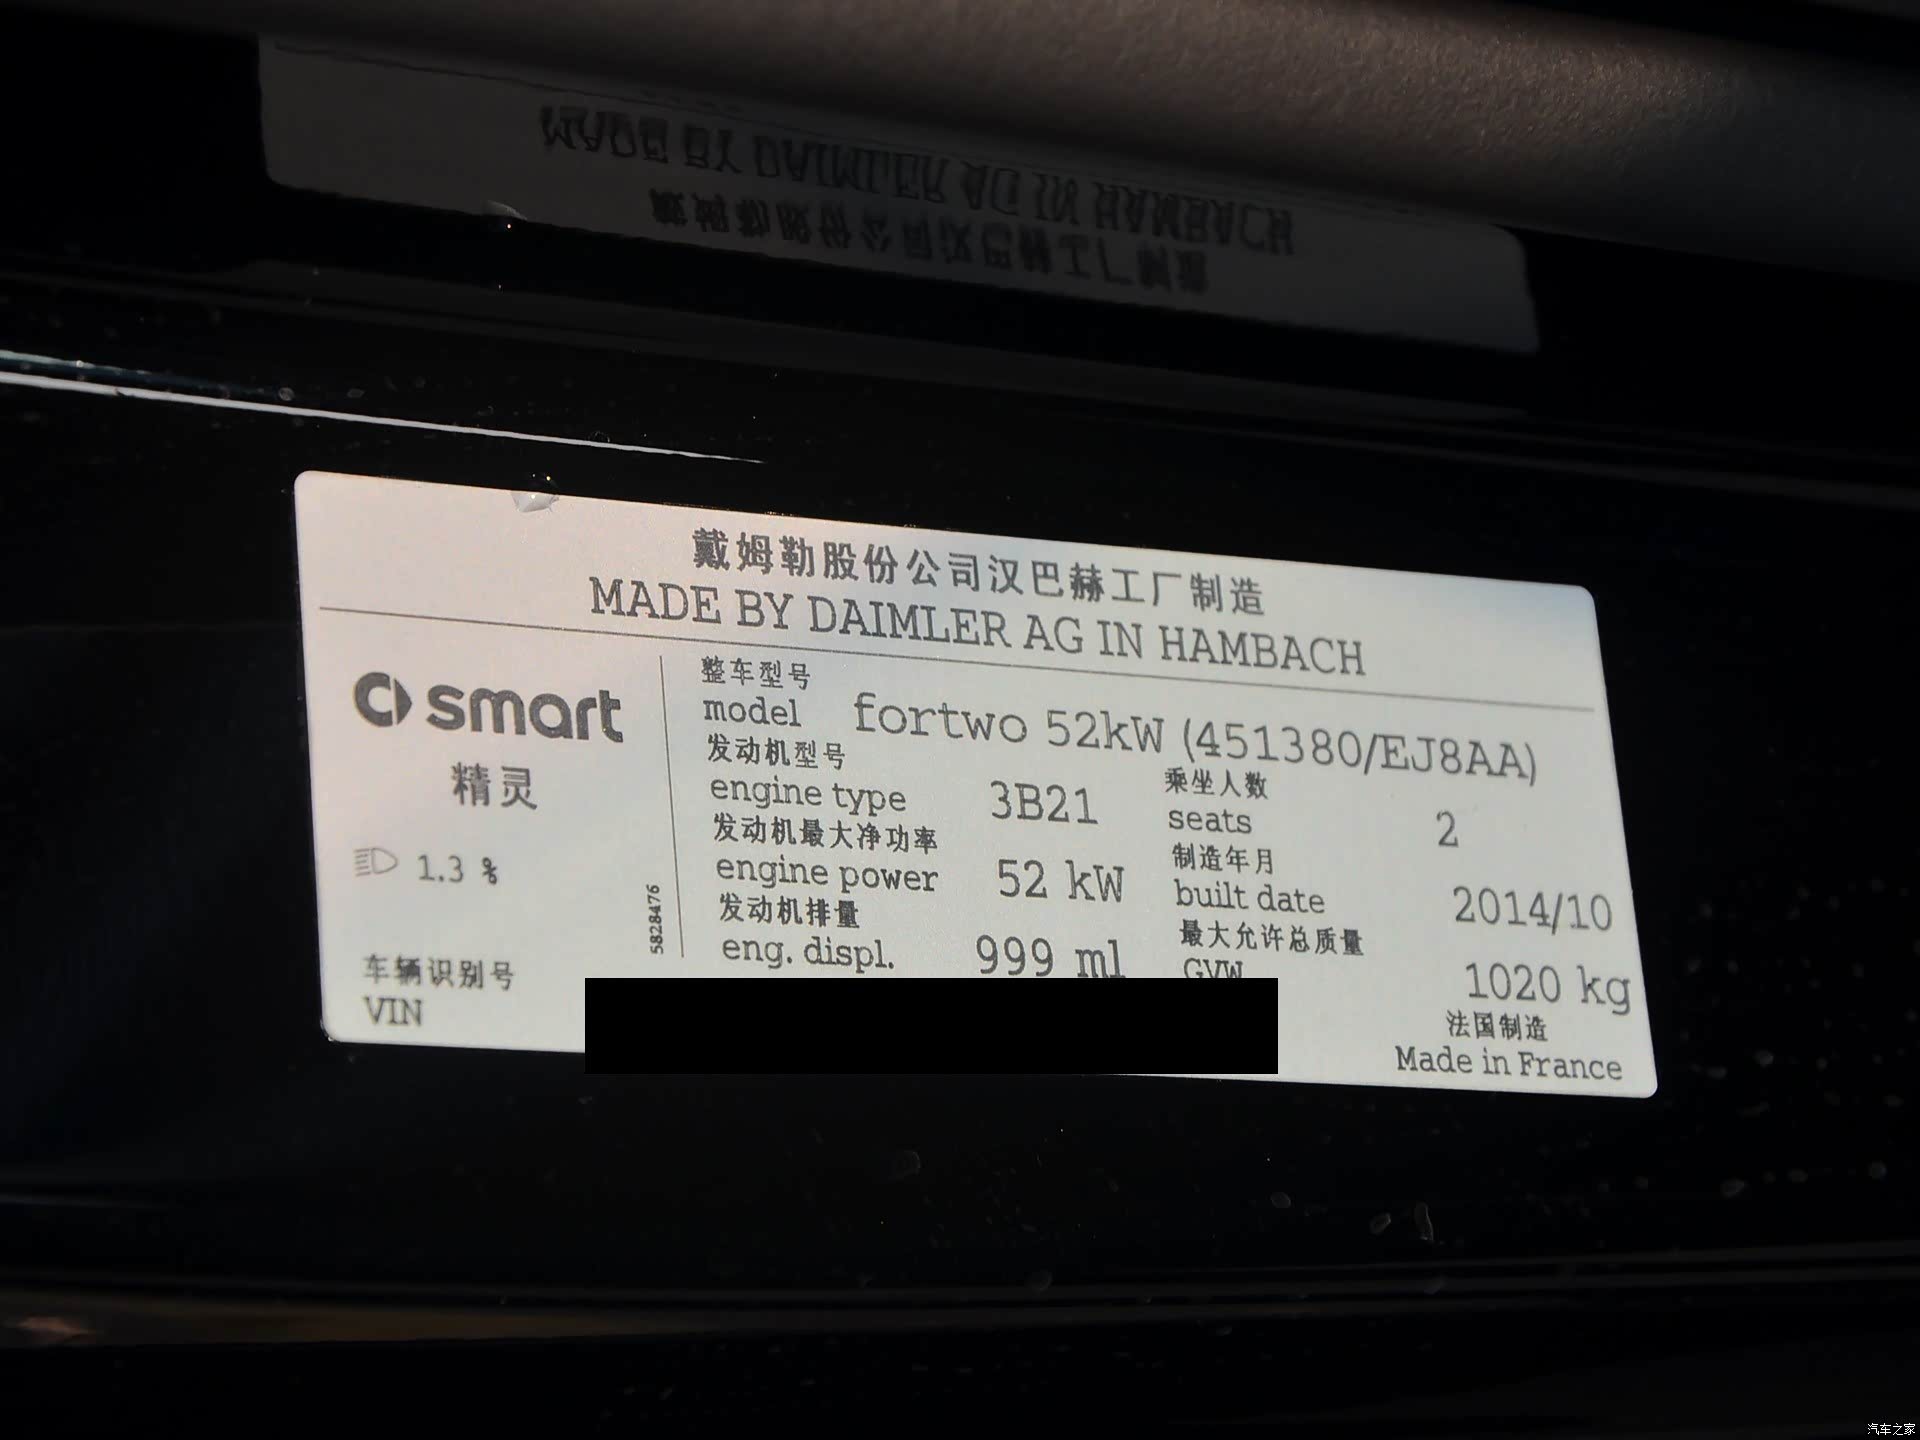 戴姆勒股份公司汉巴赫工厂制造
MADE BY DAIMLER AG IN HAMBACH
smart
精灵
1.3 %
5828476
整车型号
model fortwo 52kW (451380/EJ8AA)
发动机型号
engine type 3B21
乘坐人数
seats 2
发动机最大净功率
engine power 52 kW
制造年月
built date 2014/10
发动机排量
eng. displ. 999 ml
最大允许总质量
GVW 1020 kg
车辆识别号
VIN
法国制造
Made in France
汽车之家